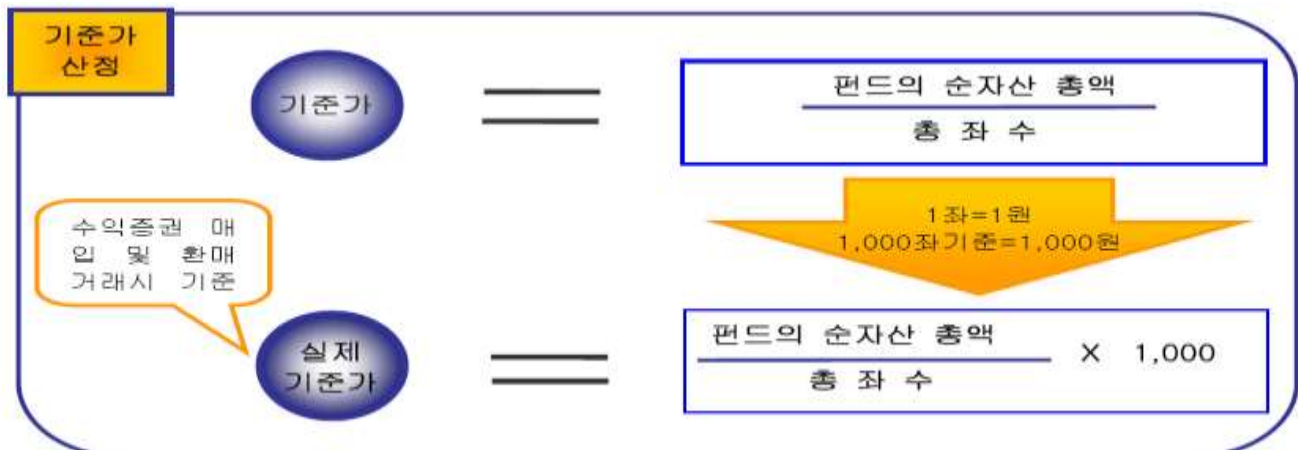 기준가
산정
기준가
펀드의 순자산 총액
총 좌 수
1좌=1원
1,000좌기준=1,000원
수익증권 매
입 및 환매
거래시 기준
실제
기준가
펀드의 순자산 총액
총 좌 수
X 1,000